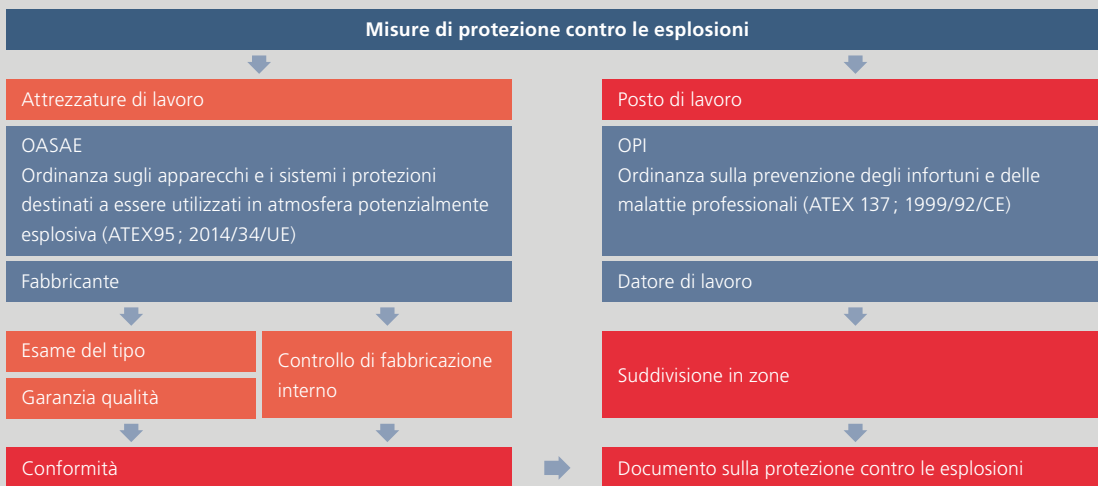 Misure di protezione contro le esplosioni
Attrezzature di lavoro
OASAE
Ordinanza sugli apparecchi e i sistemi i protezioni
destinati a essere utilizzati in atmosfera potenzialmente
esplosiva (ATEX95; 2014/34/UE)
Fabbricante
Esame del tipo
Garanzia qualità
Controllo di fabbricazione
interno
Conformità
Posto di lavoro
OPI
Ordinanza sulla prevenzione degli infortuni e delle
malattie professionali (ATEX 137; 1999/92/CE)
Datore di lavoro
Suddivisione in zone
Documento sulla protezione contro le esplosioni